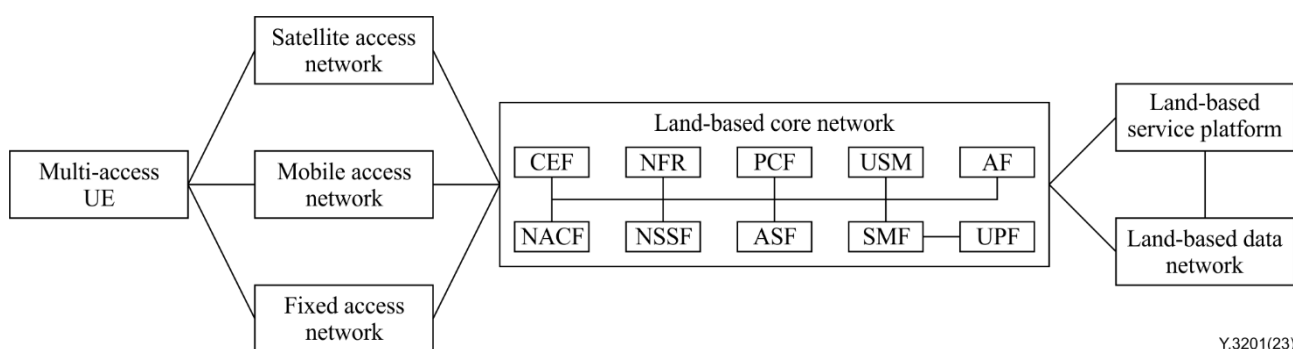 Satellite access
network
Multi-access
UE
Mobile access
network
Fixed access
network
Land-based core network
CEF
NFR
PCF
USM
AF
NACF
NSSF
ASF
SMF
UPF
Land-based
service platform
Land-based data
network
Y.3201(23)